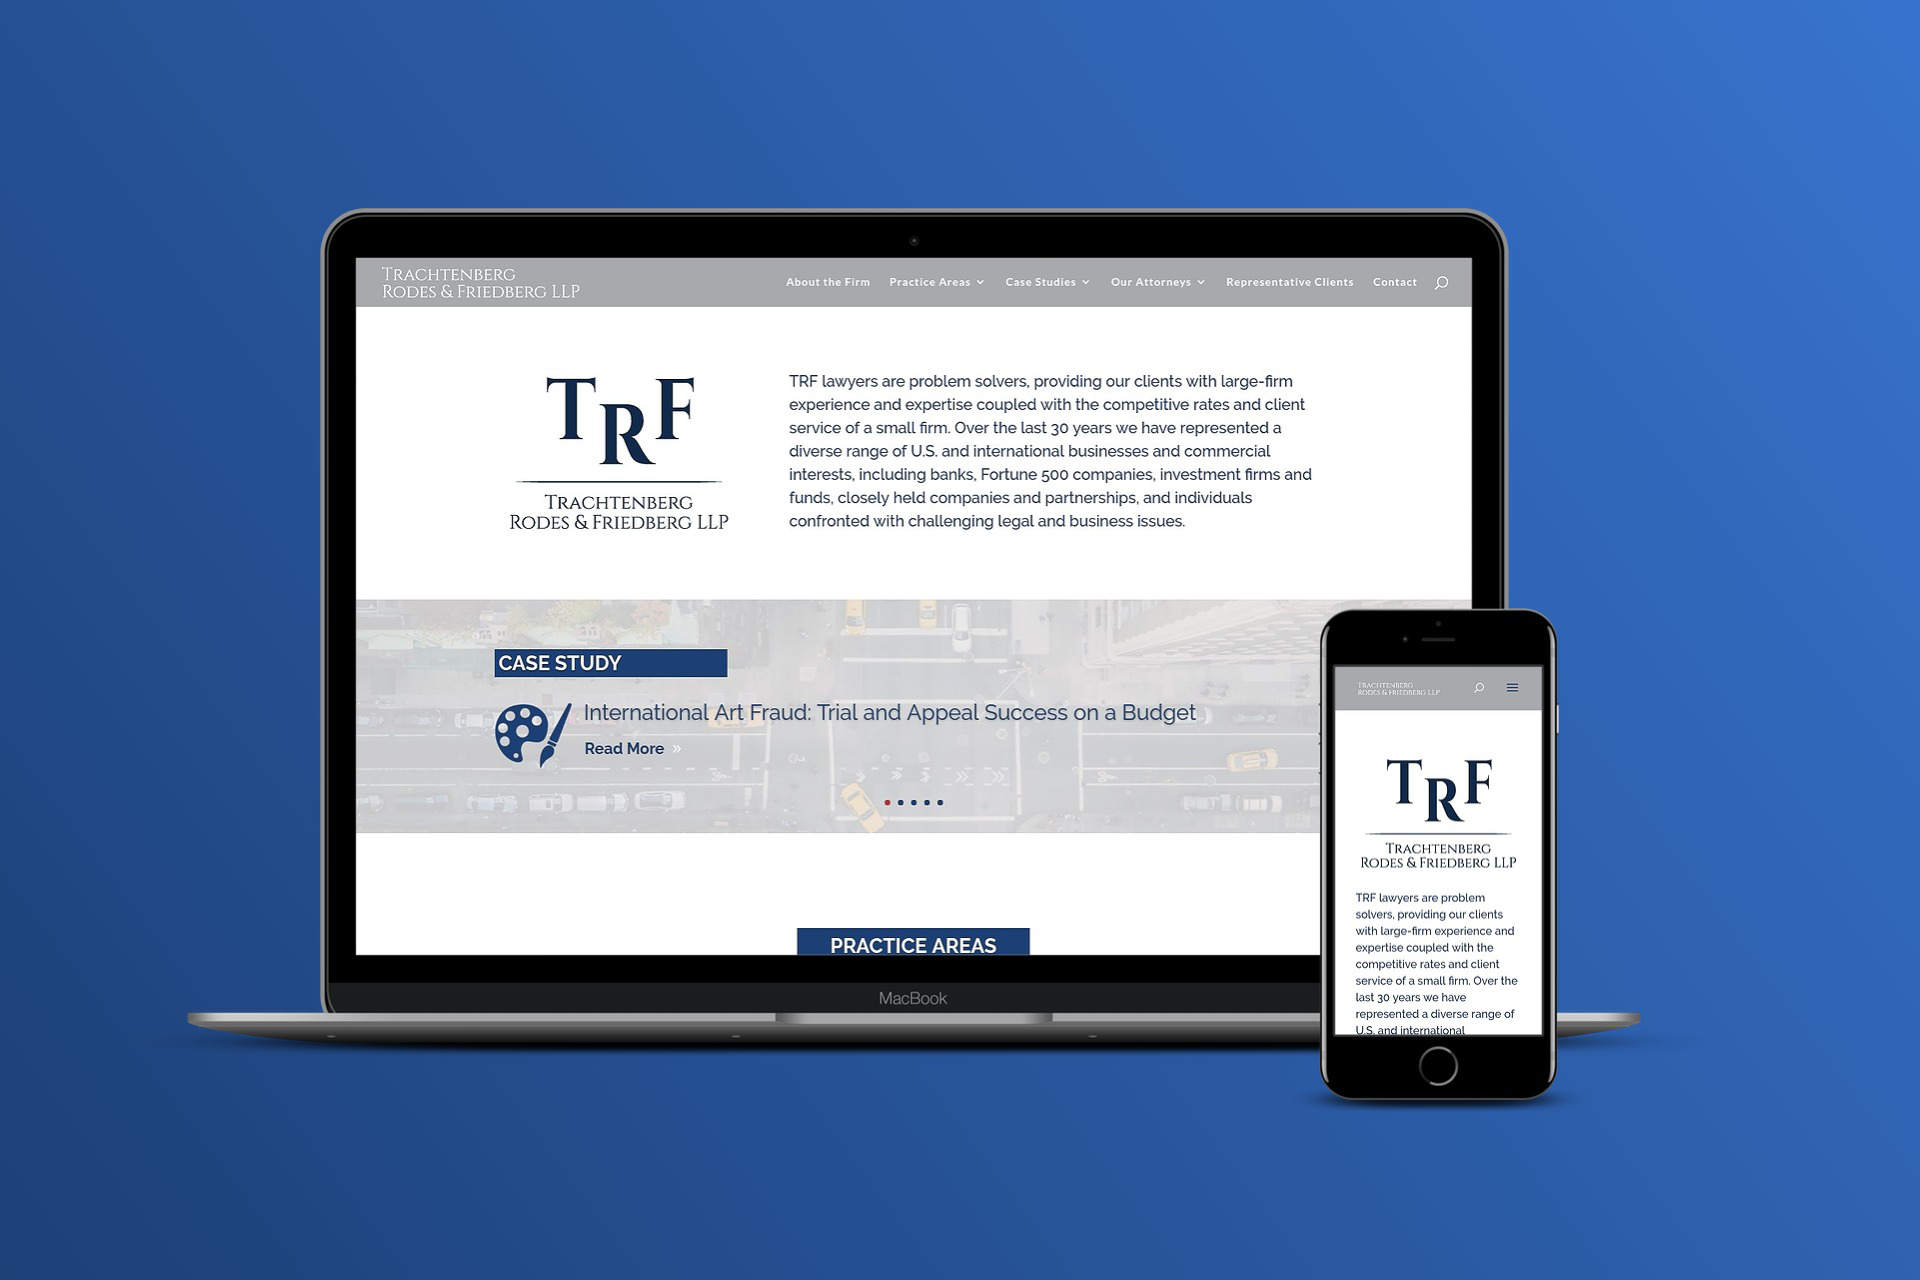 TRACHTENBERG
RODES & FRIEDBERG LLP
About the Firm
Practice Areas
Case Studies
Our Attorneys
Representative Clients
Contact
TRF
TRACHTENBERG
RODES & FRIEDBERG LLP
TRF lawyers are problem solvers, providing our clients with large-firm
experience and expertise coupled with the competitive rates and client
service of a small firm. Over the last 30 years we have represented a
diverse range of U.S. and international businesses and commercial
interests, including banks, Fortune 500 companies, investment firms and
funds, closely held companies and partnerships, and individuals
confronted with challenging legal and business issues.
CASE STUDY
International Art Fraud: Trial and Appeal Success on a Budget
Read More »
PRACTICE AREAS
MacBook
TRACHTENBERG
RODES & FRIEDBERG LLP
TRF
TRACHTENBERG
RODES & FRIEDBERG LLP
TRF lawyers are problem
solvers, providing our clients
with large-firm experience and
expertise coupled with the
competitive rates and client
service of a small firm. Over the
last 30 years we have
represented a diverse range of
U.S. and international